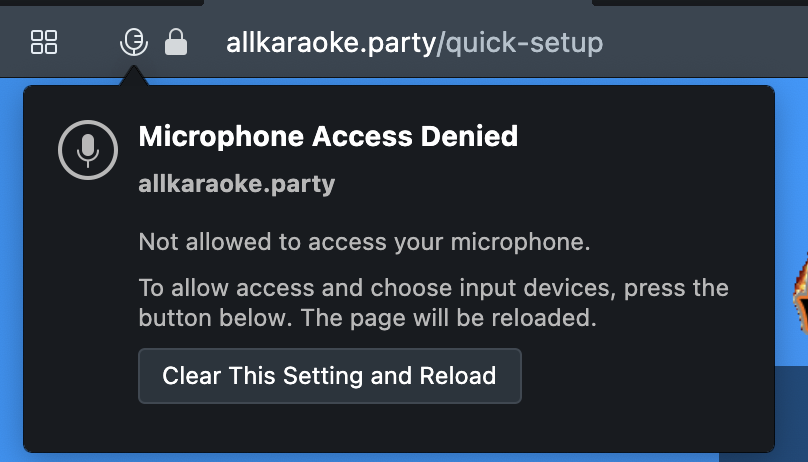 allkaraoke.party/quick-setup
Microphone Access Denied
allkaraoke.party
Not allowed to access your microphone.
To allow access and choose input devices, press the
button below. The page will be reloaded.
Clear This Setting and Reload